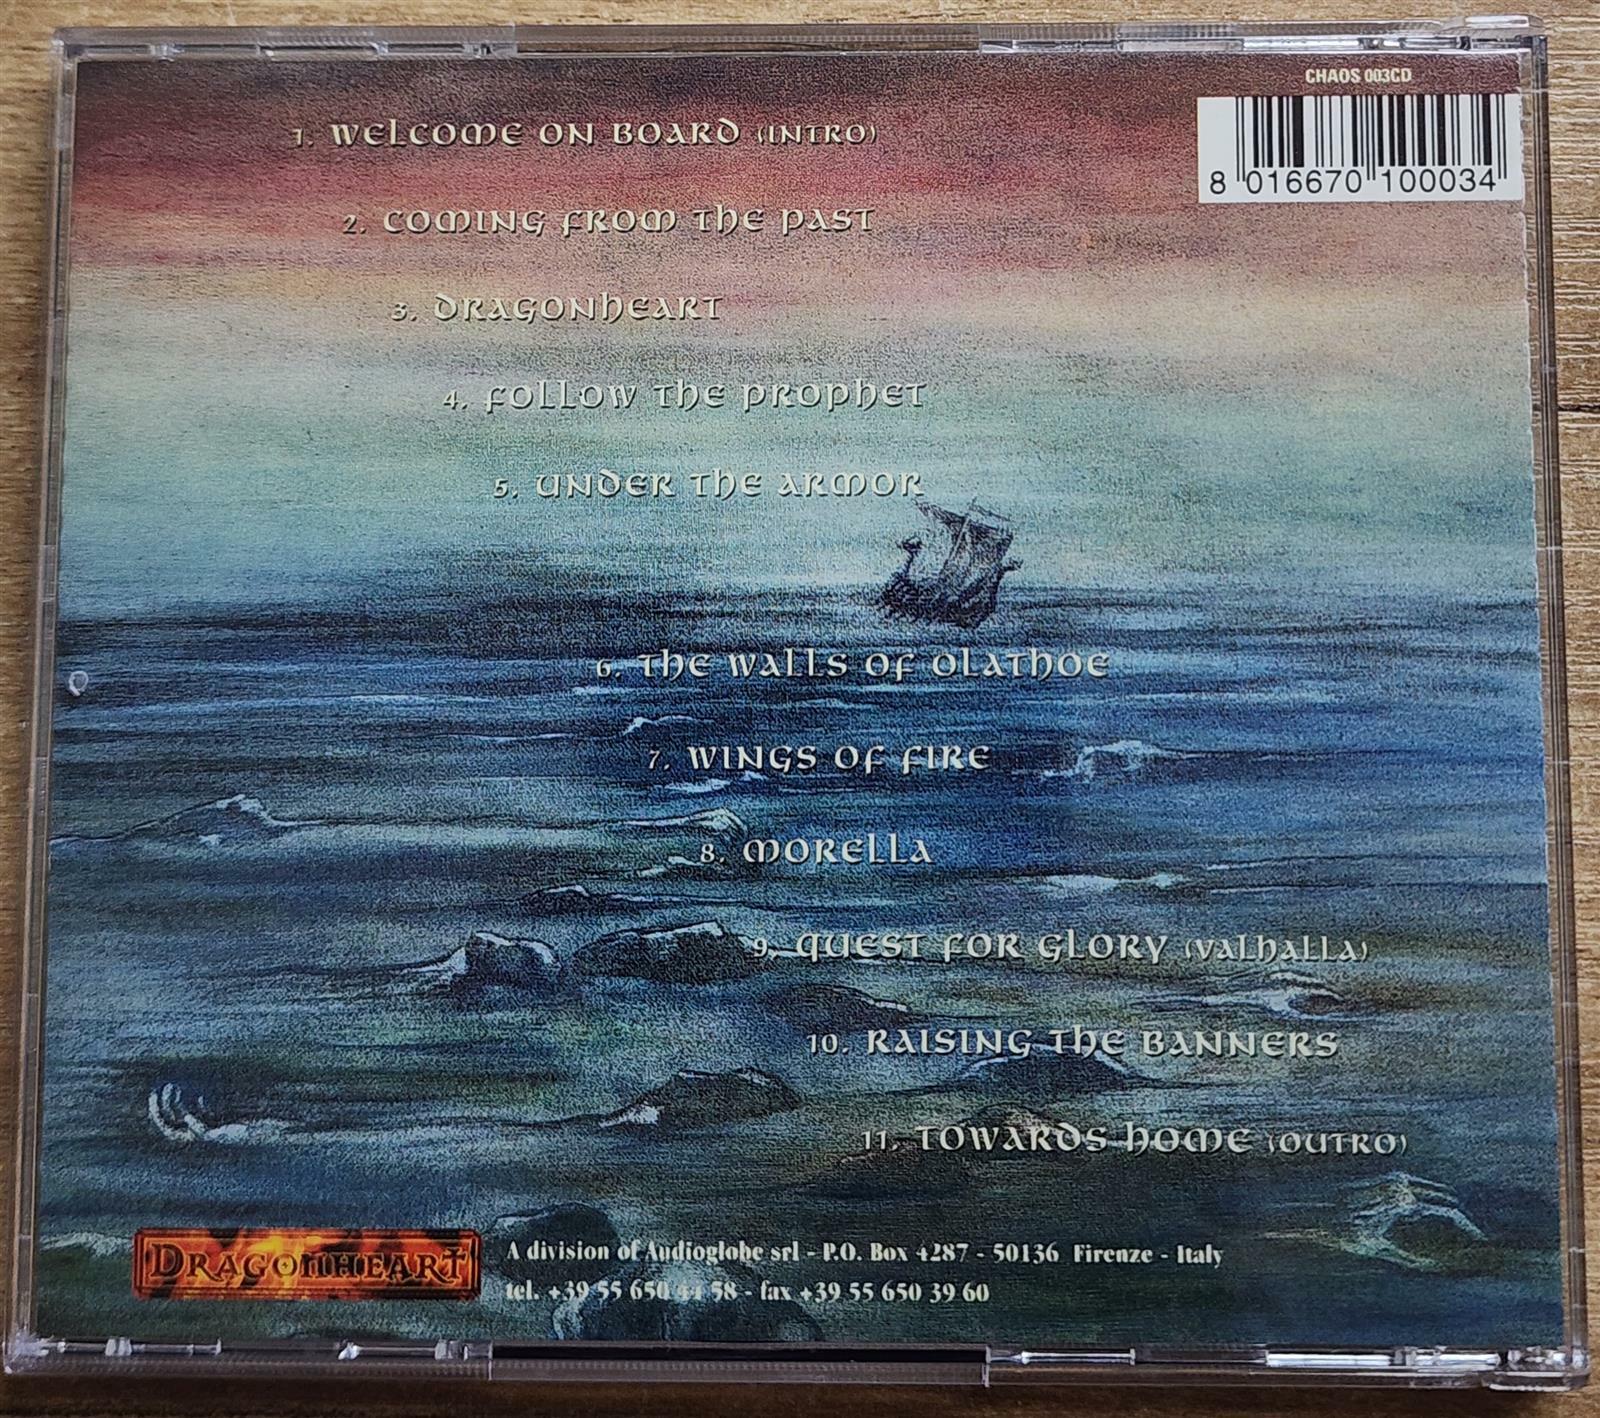 CHAOS 003CD
8 016670 100034
1. WELCOME ON BOARD (INTRO)
2. COMING FROM THE PAST
3. DRAGONHEART
4. FOLLOW THE PROPHET
5. UNDER THE ARMOR
6. THE WALLS OF OLATHOE
7. WINGS OF FIRE
8. MORELLA
9. QUEST FOR GLORY (VALHALLA)
10. RAISING THE BANNERS
11. TOWARDS HOME (OUTRO)
DRAGONHEART
A division of Audioglobe srl - P.O. Box 4287 - 50136 Firenze - Italy
tel. +39 55 650 44 58 - fax +39 55 650 39 60